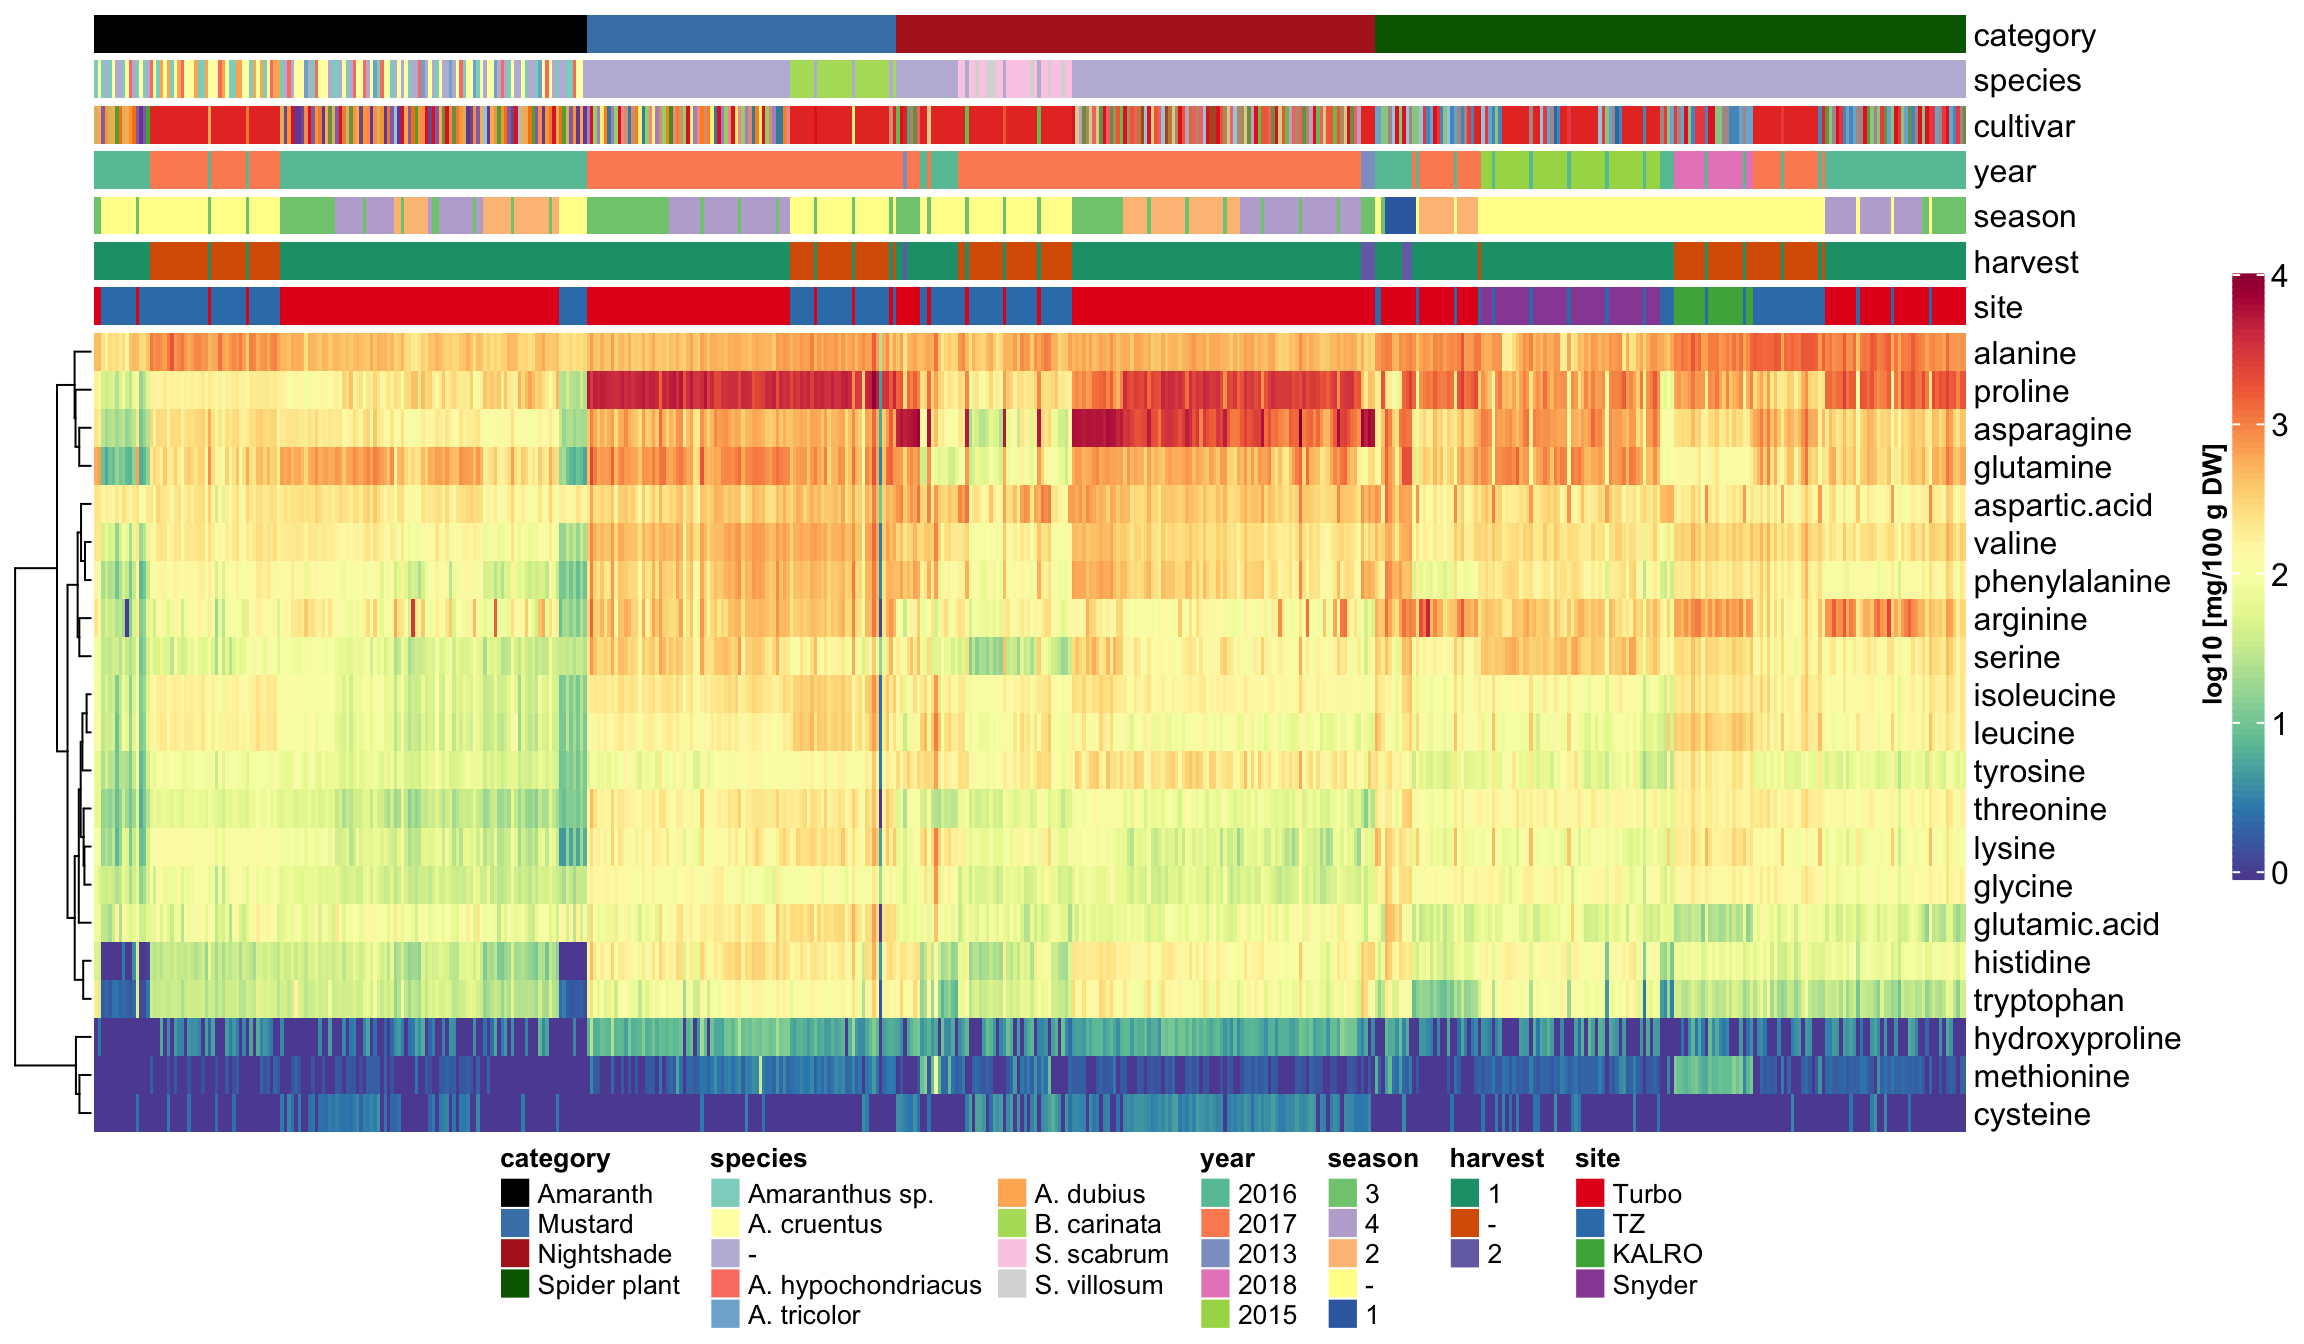 category
species
cultivar
year
season
harvest
site
alanine
proline
asparagine
glutamine
aspartic.acid
valine
phenylalanine
arginine
serine
isoleucine
leucine
tyrosine
threonine
lysine
glycine
glutamic.acid
histidine
tryptophan
hydroxyproline
methionine
cysteine
log10 [mg/100 g DW]
4
3
2
1
0
category
Amaranth
Mustard
Nightshade
Spider plant
species
Amaranthus sp.
A. cruentus
-
A. hypochondriacus
A. tricolor
A. dubius
B. carinata
S. scabrum
S. villosum
year
2016
2017
2013
2018
2015
season
3
4
2
-
1
harvest
1
-
2
site
Turbo
TZ
KALRO
Snyder